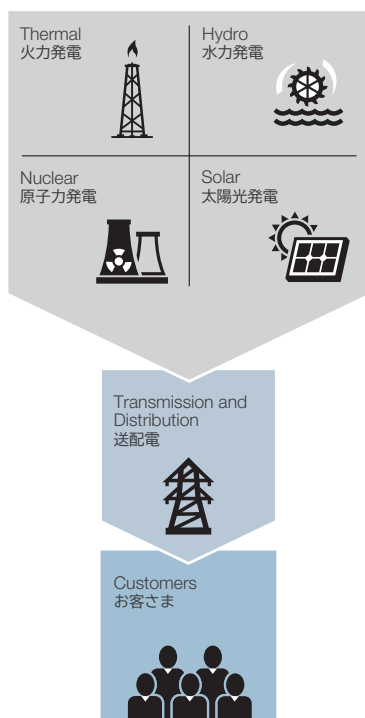 Thermal
火力発電
Hydro
水力発電
Nuclear
原子力発電
Solar
太陽光発電
Transmission and
Distribution
送配電
Customers
お客さま